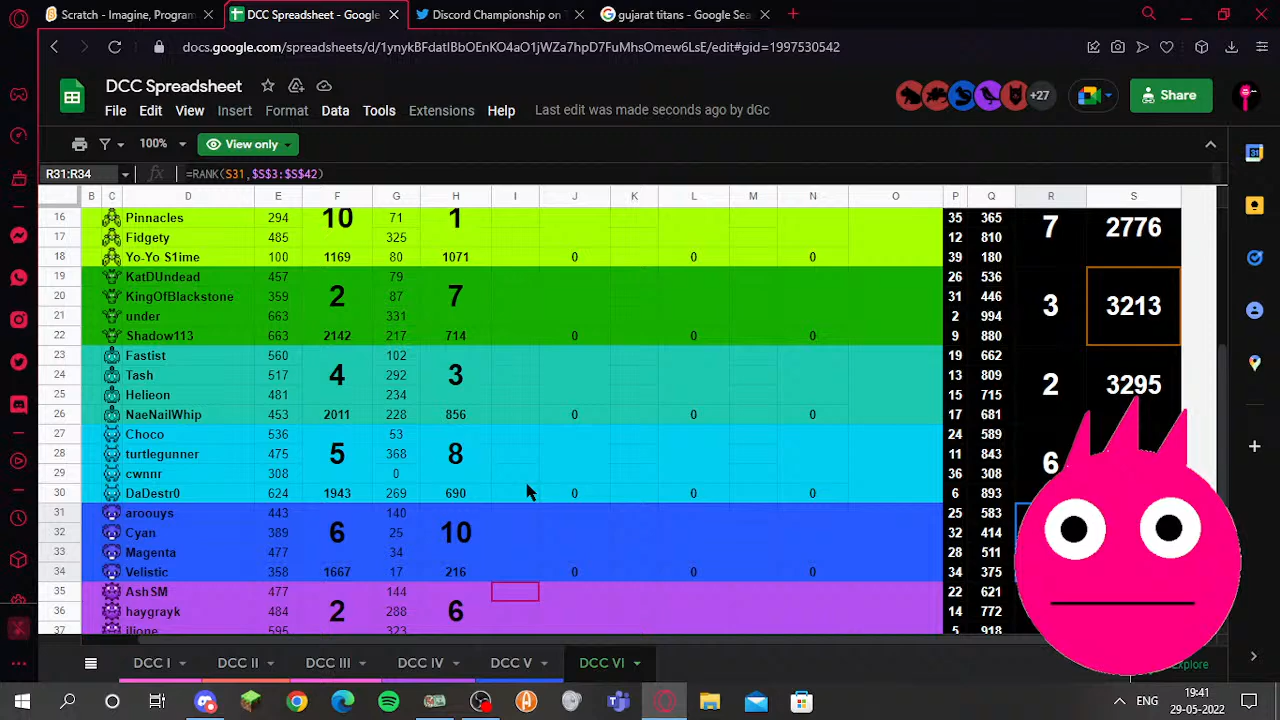 Scratch - Imagine, Program
DCC Spreadsheet - Google
Discord Championship on T
gujarat titans - Google Sea
docs.google.com/spreadsheets/d/1ynykBFdatIBbOEnKO4aO1jWZa7hpD7FuMhsOmew6LsE/edit#gid=1997530542
DCC Spreadsheet
+27
Share
File Edit View Insert Format Data Tools Extensions Help Last edit was made seconds ago by dGc
100% View only
R31:R34 fx =RANK(S31,$S$3:$S$42)
B C D E F G H I J K L M N O P Q R S
16 Pinnacles 294 10 71 1 35 365 7 2776
17 Fidgety 485 325 12 810
18 Yo-Yo S1ime 100 1169 80 1071 0 0 0 39 180
19 KatDUndead 457 79 26 536
20 KingOfBlackstone 359 2 87 7 31 446 3 3213
21 under 663 331 2 994
22 Shadow113 663 2142 217 714 0 0 0 9 880
23 Fastist 560 102 19 662
24 Tash 517 4 292 3 13 809 2 3295
25 Helieon 481 234 15 715
26 NaeNailWhip 453 2011 228 856 0 0 0 17 681
27 Choco 536 53 24 589
28 turtlegunner 475 5 368 8 11 843 6
29 cwnnr 308 0 36 308
30 DaDestr0 624 1943 269 690 0 0 0 6 893
31 aroouys 443 140 25 583
32 Cyan 389 6 25 10 32 414
33 Magenta 477 34 28 511
34 Velistic 358 1667 17 216 0 0 0 34 375
35 AshSM 477 144 22 621
36 haygrayk 484 2 288 6 14 772
37 ilione 595 323 5 918
DCC I DCC II DCC III DCC IV DCC V DCC VI Explore
ENG 19:41
29-05-2022